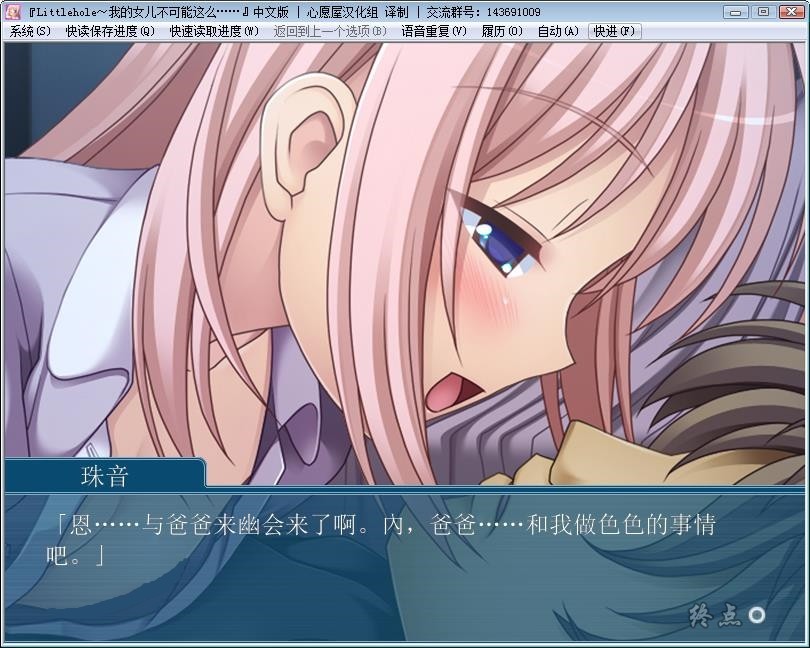 『Littlehole～我的女儿不可能这么……』中文版 | 心愿屋汉化组 译制 | 交流群号: 143691009
系统(S) 快读保存进度(Q) 快速读取进度(W) 返回到上一个选项(B) 语音重复(V) 履历(O) 自动(A) 快进(F)
珠音
「恩……与爸爸来幽会来了啊。内，爸爸……和我做色色的事情
吧。」
终点